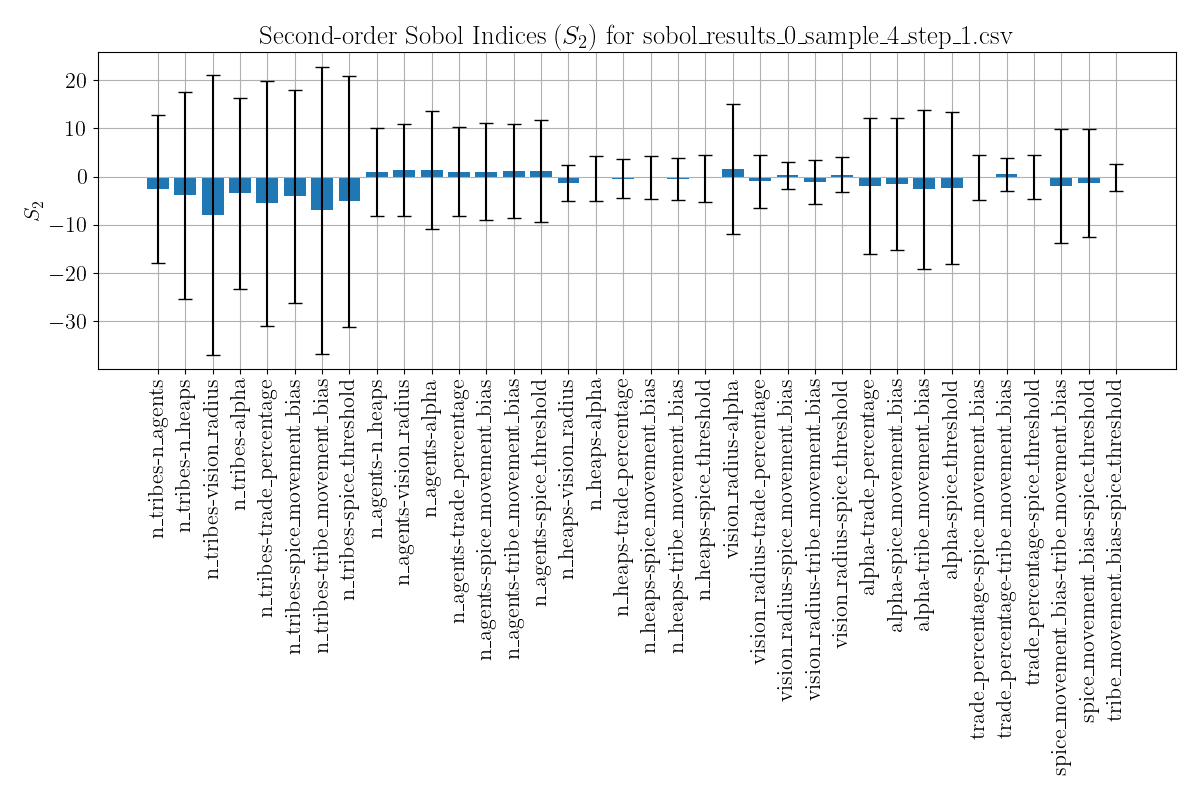 Second-order Sobol Indices (S2) for sobol_results_0_sample_4_step_1.csv
20
10
0
−10
−20
−30
S2
n_tribes-n_agents
n_tribes-n_heaps
n_tribes-vision_radius
n_tribes-alpha
n_tribes-trade_percentage
n_tribes-spice_movement_bias
n_tribes-tribe_movement_bias
n_tribes-spice_threshold
n_agents-n_heaps
n_agents-vision_radius
n_agents-alpha
n_agents-trade_percentage
n_agents-spice_movement_bias
n_agents-tribe_movement_bias
n_agents-spice_threshold
n_heaps-vision_radius
n_heaps-alpha
n_heaps-trade_percentage
n_heaps-spice_movement_bias
n_heaps-tribe_movement_bias
n_heaps-spice_threshold
vision_radius-alpha
vision_radius-trade_percentage
vision_radius-spice_movement_bias
vision_radius-tribe_movement_bias
vision_radius-spice_threshold
alpha-trade_percentage
alpha-spice_movement_bias
alpha-tribe_movement_bias
alpha-spice_threshold
trade_percentage-spice_movement_bias
trade_percentage-tribe_movement_bias
trade_percentage-spice_threshold
spice_movement_bias-tribe_movement_bias
spice_movement_bias-spice_threshold
tribe_movement_bias-spice_threshold